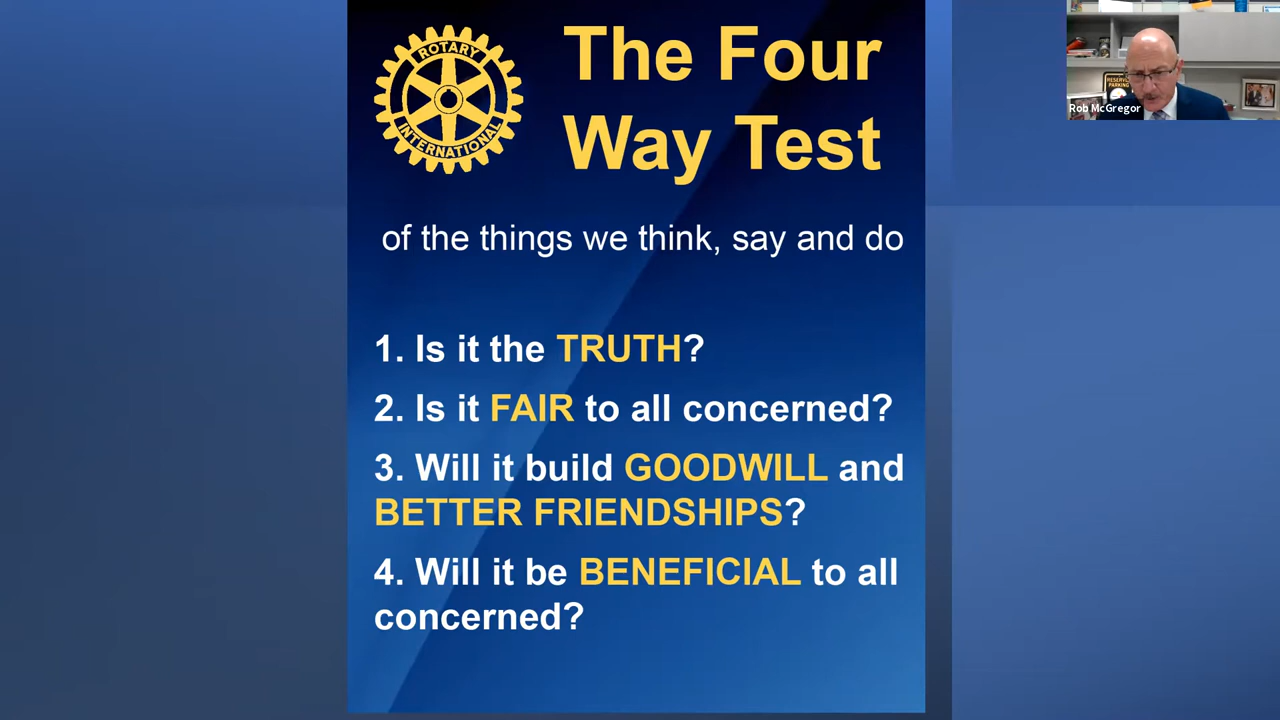 ROTARY
INTERNATIONAL
The Four
Way Test
of the things we think, say and do
1. Is it the TRUTH?
2. Is it FAIR to all concerned?
3. Will it build GOODWILL and
BETTER FRIENDSHIPS?
4. Will it be BENEFICIAL to all
concerned?
RESERVED
PARKING
Rob McGregor